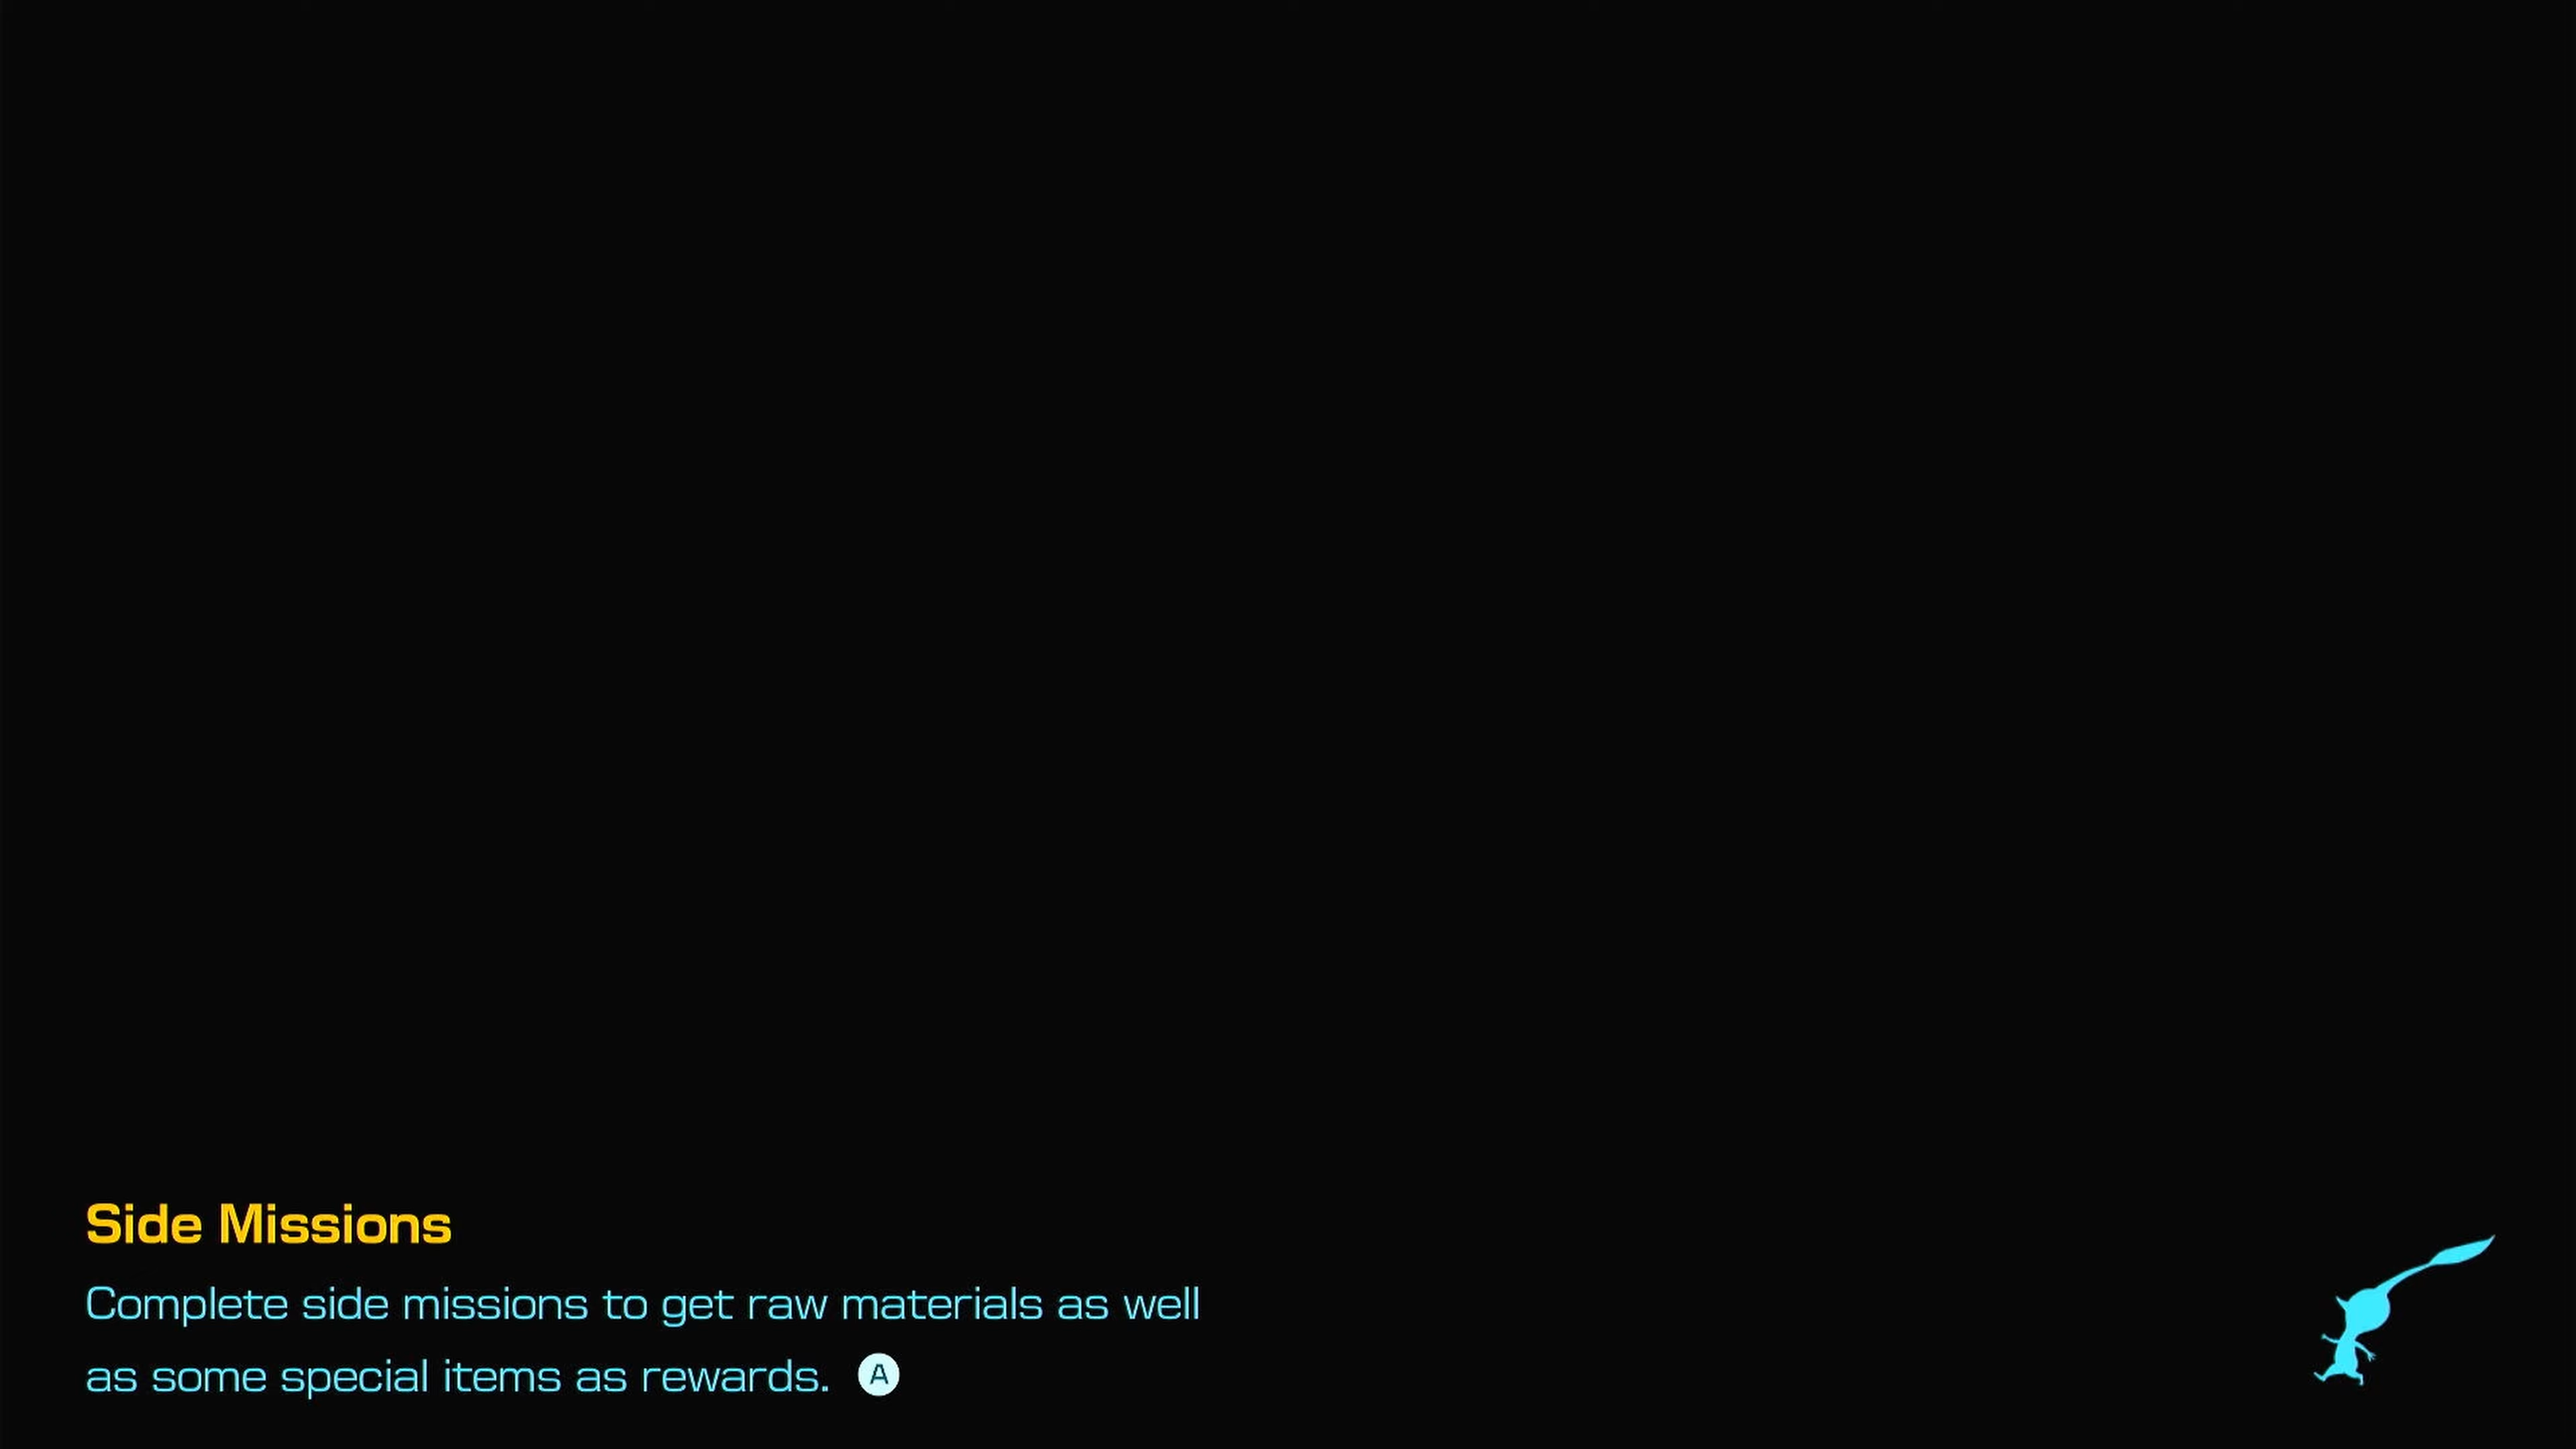 Side Missions
Complete side missions to get raw materials as well
as some special items as rewards. A